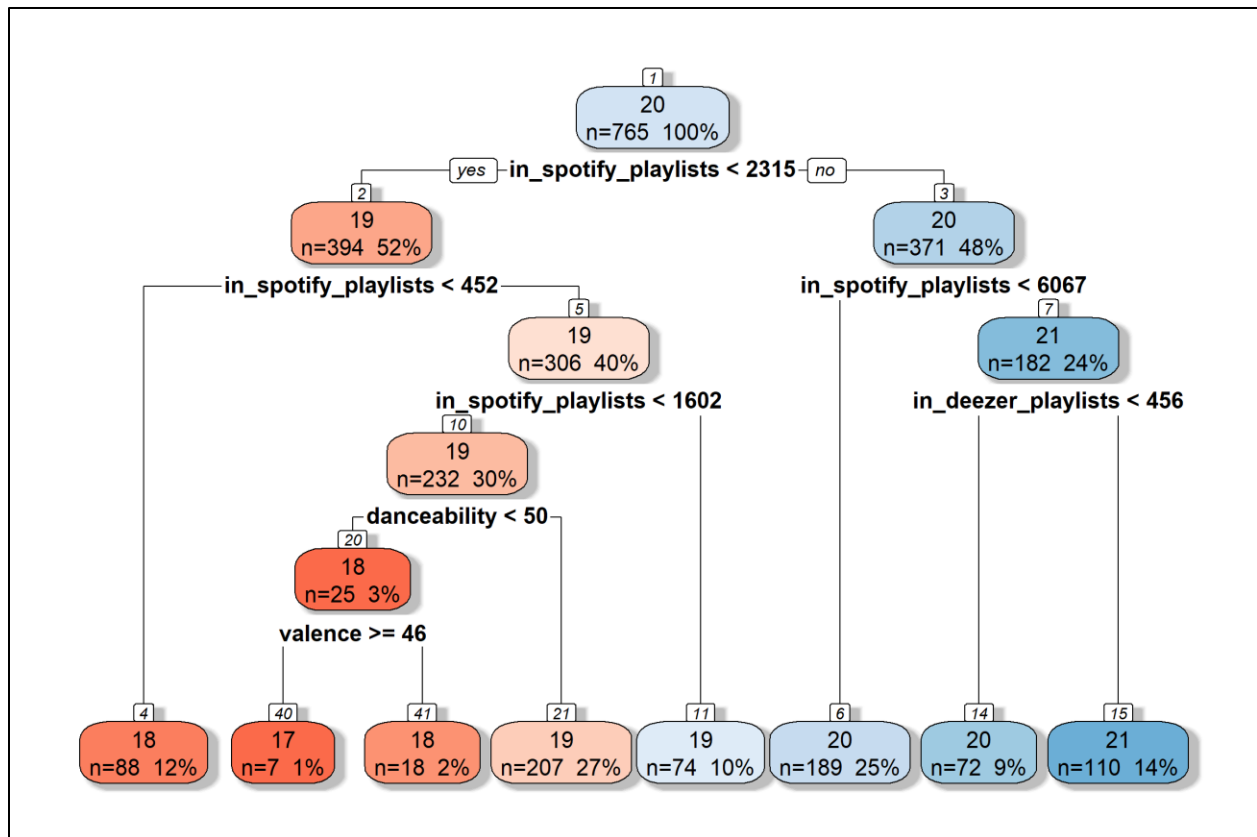 1
20
n=765 100%
yes in_spotify_playlists < 2315 no
2
19
n=394 52%
3
20
n=371 48%
in_spotify_playlists < 452
in_spotify_playlists < 6067
5
19
n=306 40%
7
21
n=182 24%
in_spotify_playlists < 1602
in_deezer_playlists < 456
10
19
n=232 30%
danceability < 50
20
18
n=25 3%
valence >= 46
4
18
n=88 12%
40
17
n=7 1%
41
18
n=18 2%
21
19
n=207 27%
11
19
n=74 10%
6
20
n=189 25%
14
20
n=72 9%
15
21
n=110 14%